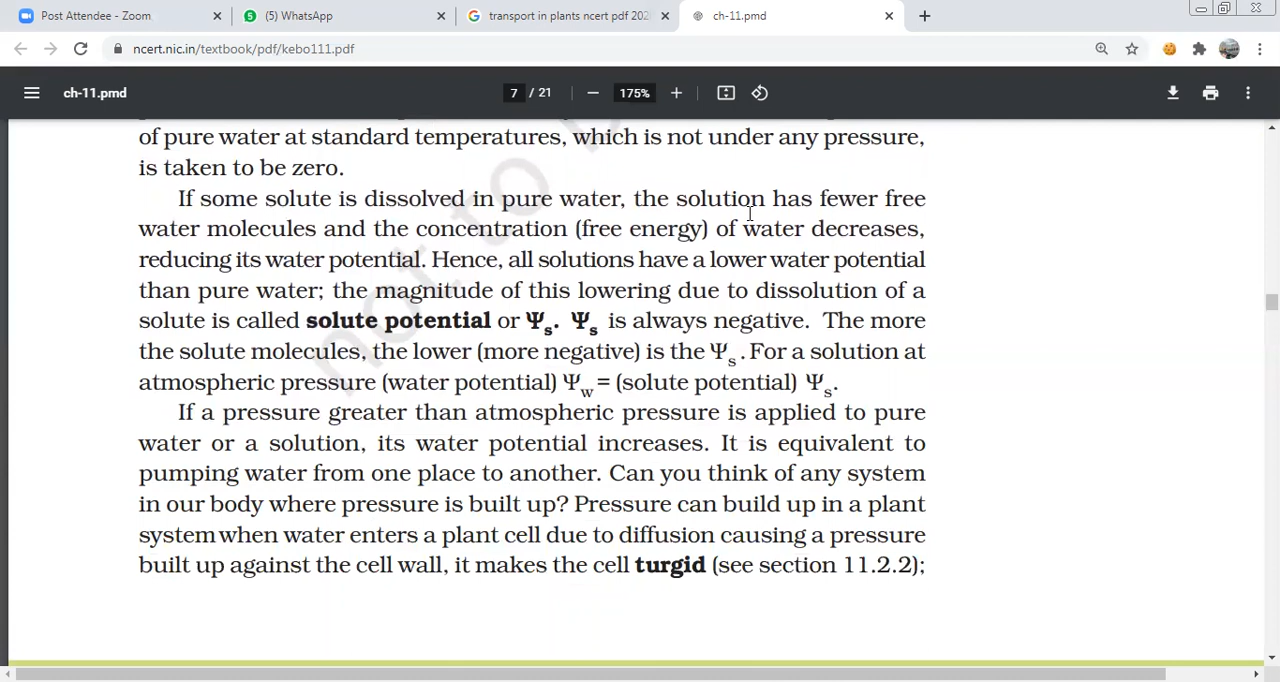 Post Attendee - Zoom
(5) WhatsApp
transport in plants ncert pdf 202
ch-11.pmd
ncert.nic.in/textbook/pdf/kebo111.pdf
ch-11.pmd
7 / 21
175%
of pure water at standard temperatures, which is not under any pressure,
is taken to be zero.
If some solute is dissolved in pure water, the solution has fewer free
water molecules and the concentration (free energy) of water decreases,
reducing its water potential. Hence, all solutions have a lower water potential
than pure water; the magnitude of this lowering due to dissolution of a
solute is called solute potential or Ψs. Ψs is always negative. The more
the solute molecules, the lower (more negative) is the Ψs. For a solution at
atmospheric pressure (water potential) Ψw = (solute potential) Ψs.
If a pressure greater than atmospheric pressure is applied to pure
water or a solution, its water potential increases. It is equivalent to
pumping water from one place to another. Can you think of any system
in our body where pressure is built up? Pressure can build up in a plant
system when water enters a plant cell due to diffusion causing a pressure
built up against the cell wall, it makes the cell turgid (see section 11.2.2);
not to b